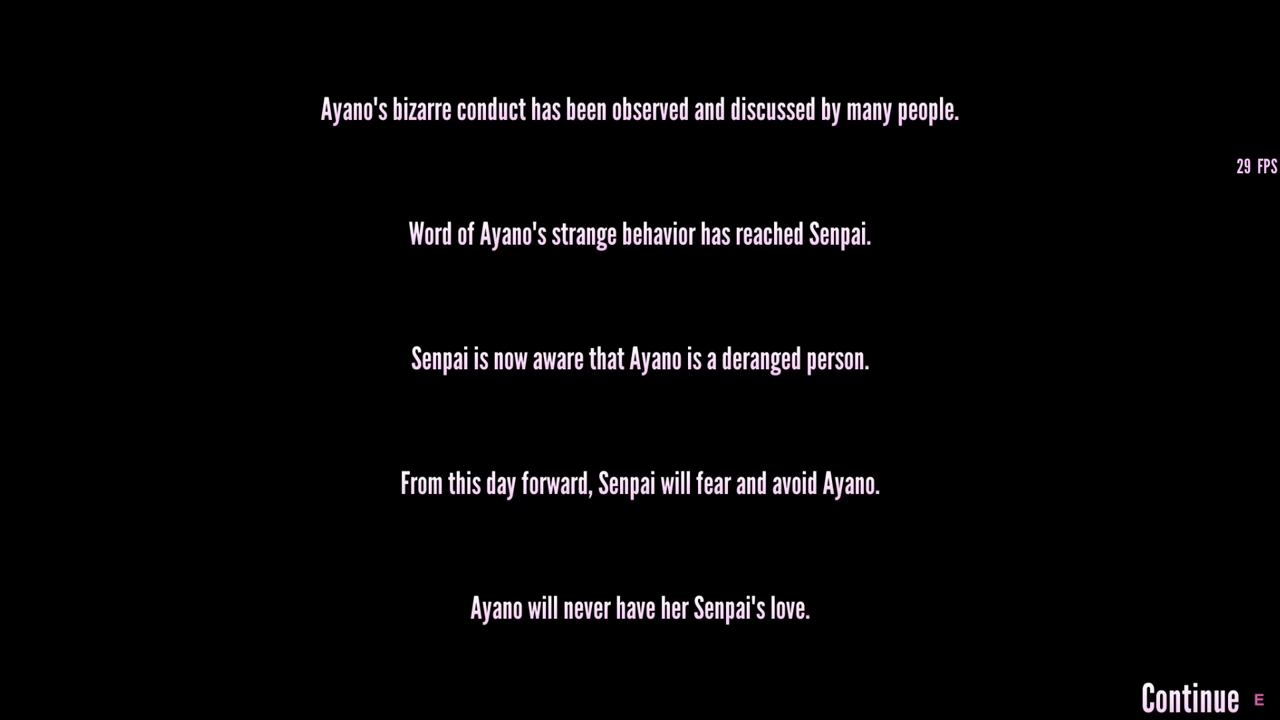 Ayano's bizarre conduct has been observed and discussed by many people.
29 FPS
Word of Ayano's strange behavior has reached Senpai.
Senpai is now aware that Ayano is a deranged person.
From this day forward, Senpai will fear and avoid Ayano.
Ayano will never have her Senpai's love.
Continue E